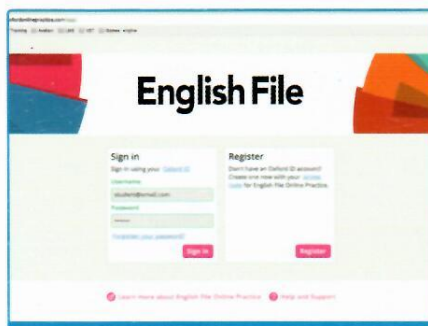 English File
Sign in
Register
Sign in using your Oxford ID
Don't have an Oxford ID account?
Create one now with your access
code for English File Online Practice.
Username
student@email.com
Password
Forgotten your password?
Sign in
Register
Learn more about English File Online Practice
Help and Support